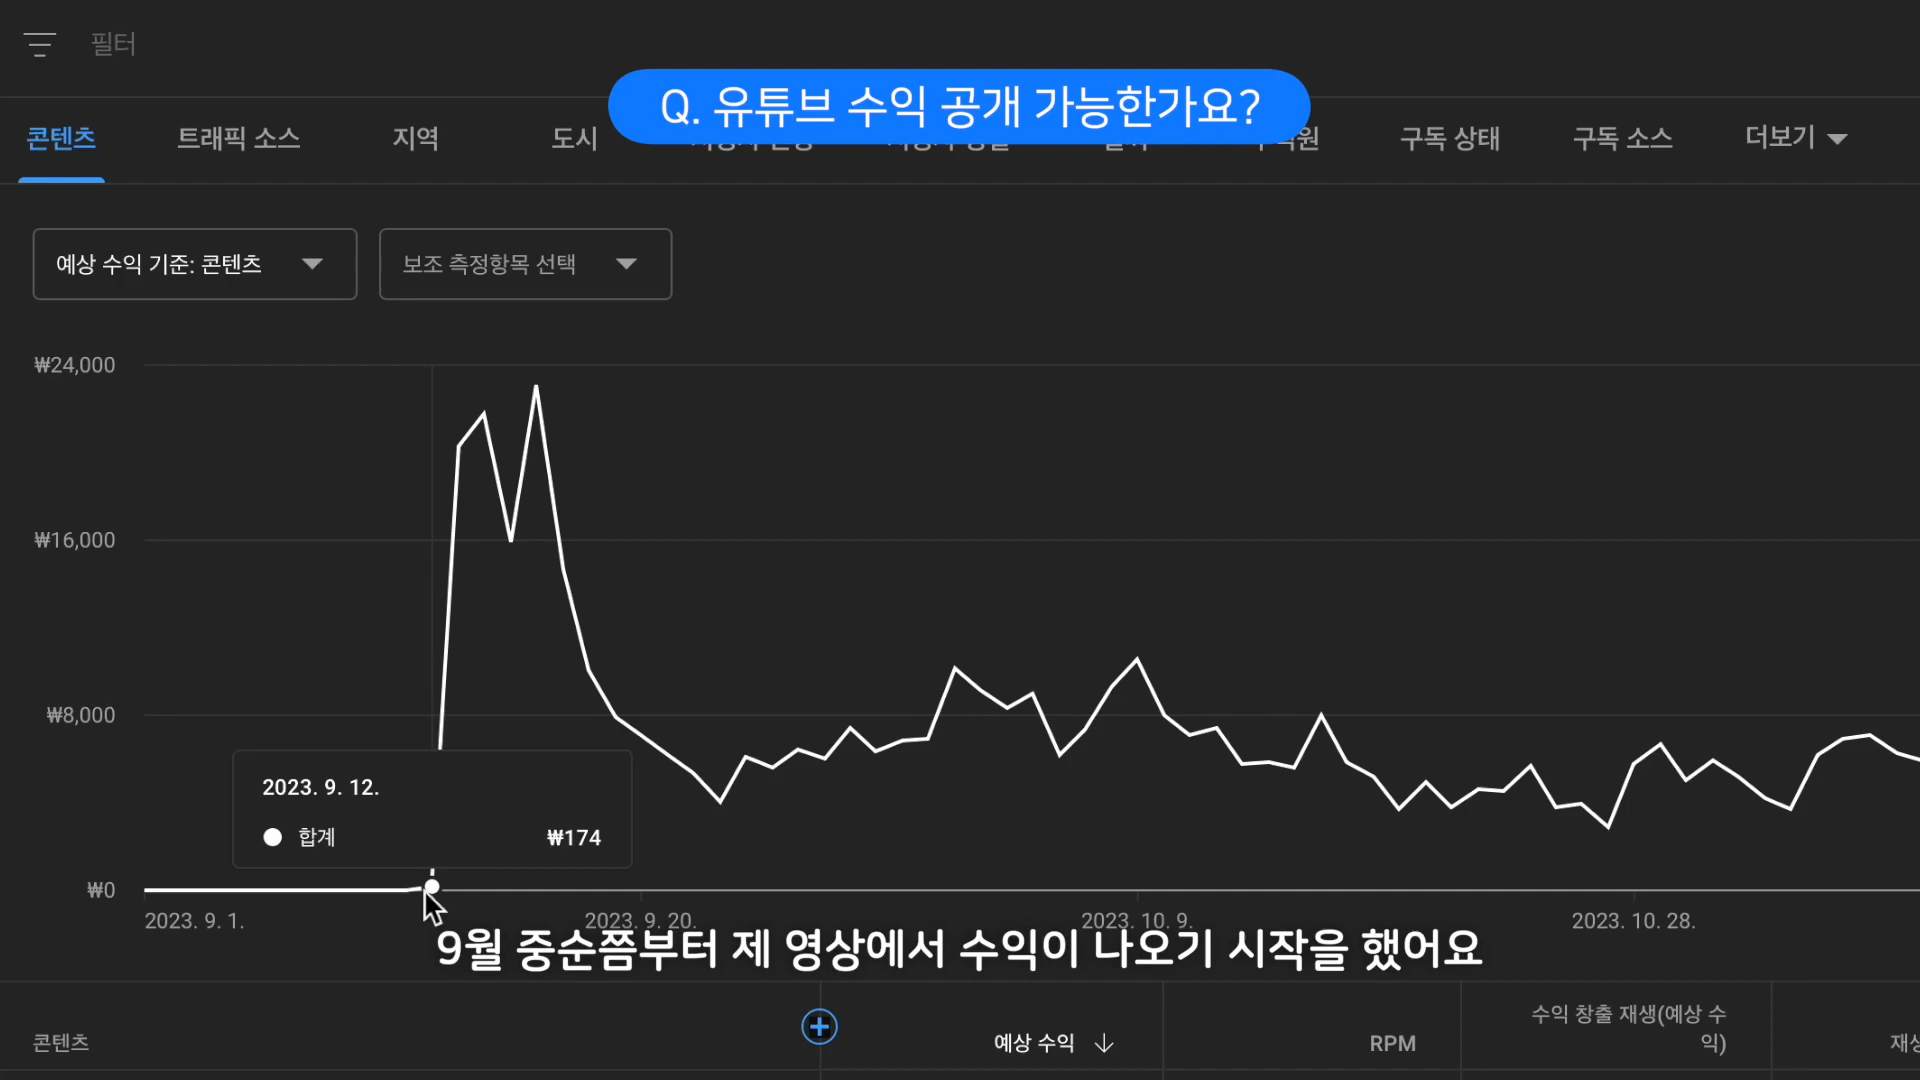 필터
Q. 유튜브 수익 공개 가능한가요?
콘텐츠 트래픽 소스 지역 도시 구독 상태 구독 소스 더보기
예상 수익 기준: 콘텐츠 보조 측정항목 선택
₩24,000
₩16,000
₩8,000
2023. 9. 12.
합계 ₩174
₩0
2023. 9. 1. 2023. 9. 20. 2023. 10. 9. 2023. 10. 28.
9월 중순쯤부터 제 영상에서 수익이 나오기 시작을 했어요
콘텐츠 예상 수익 RPM 수익 창출 재생(예상 수
익)